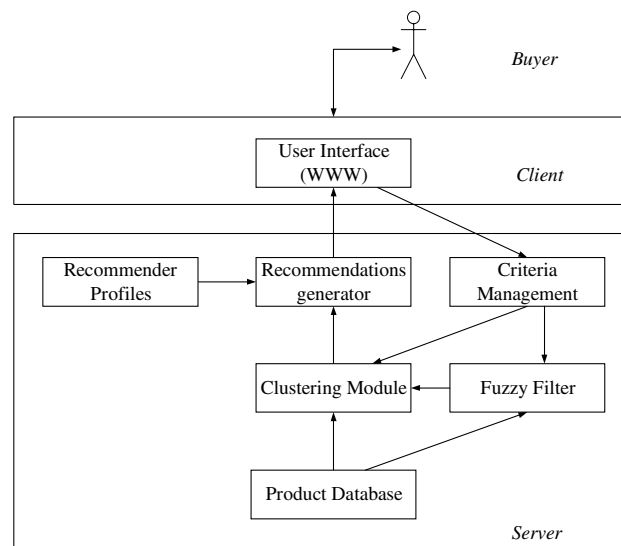 Buyer
User Interface
(WWW)
Client
Recommender
Profiles
Recommendations
generator
Criteria
Management
Clustering Module
Fuzzy Filter
Product Database
Server